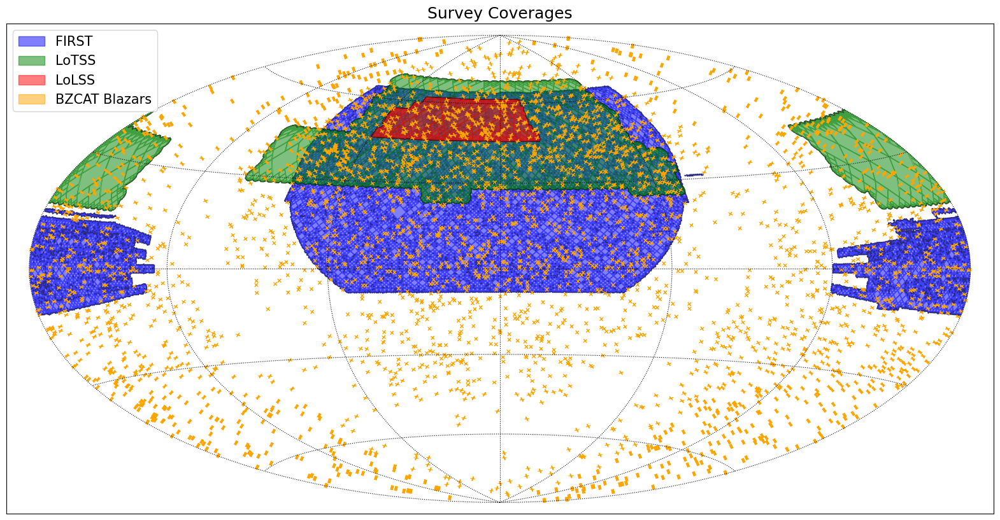 Survey Coverages
FIRST
LoTSS
LoLSS
BZCAT Blazars